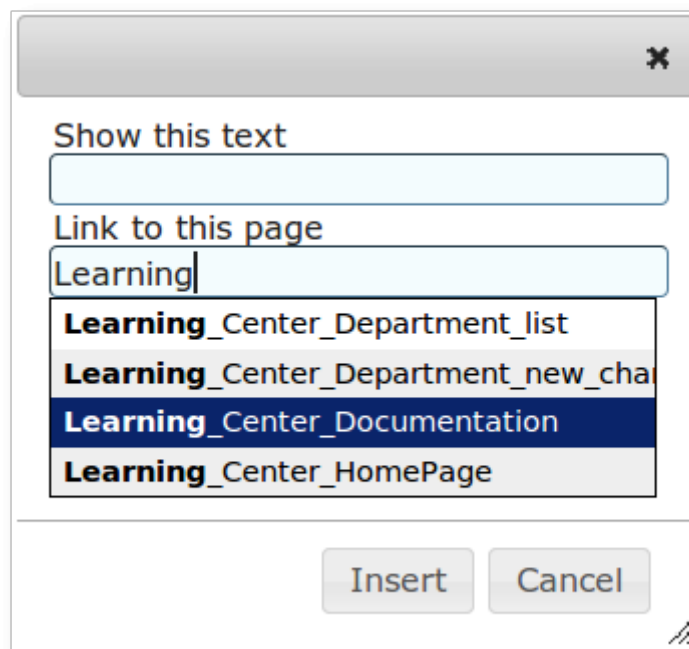 Show this text
Link to this page
Learning
Learning_Center_Department_list
Learning_Center_Department_new_cha
Learning_Center_Documentation
Learning_Center_HomePage
Insert Cancel